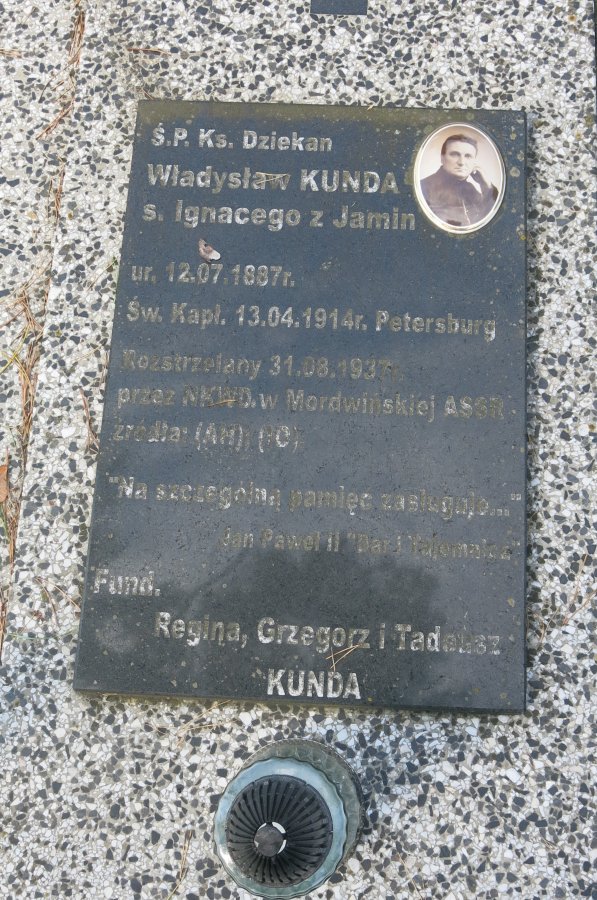 Ś.P. Ks. Dziekan
Władysław KUNDA
s. Ignacego z Jamin
ur. 12.07.1887r.
Św. Kapł. 13.04.1914r. Petersburg
Rozstrzelany 31.08.1937r.
przez NKWD w Mordwińskiej ASSR
źródła: (AH); (IO)
"Na szczególną pamięć zasługuje..."
Jan Paweł II "Dar i Tajemnica"
Fund.
Regina, Grzegorz i Tadeusz
KUNDA